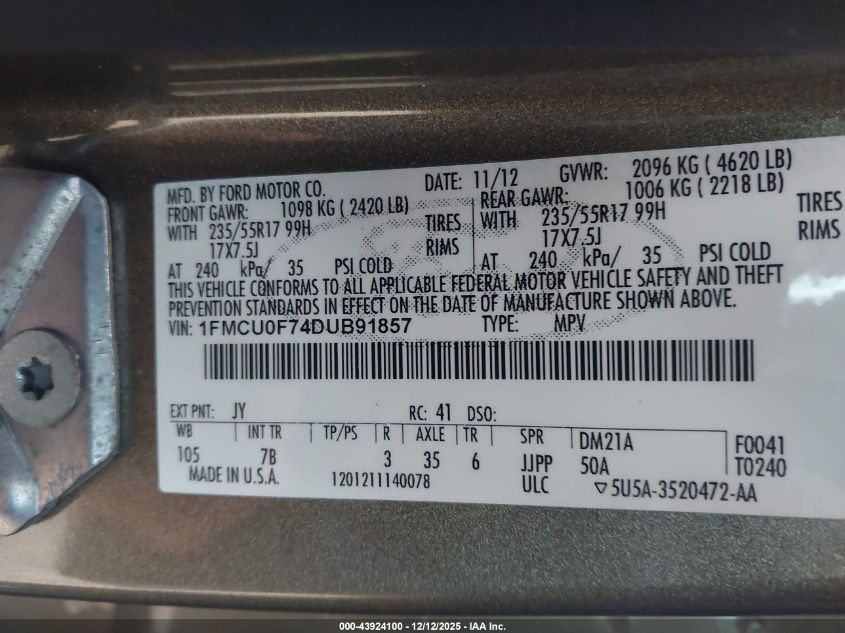 MFD. BY FORD MOTOR CO. DATE: 11/12 GVWR: 2096 KG ( 4620 LB)
FRONT GAWR: 1098 KG ( 2420 LB) REAR GAWR: 1006 KG ( 2218 LB)
WITH 235/55R17 99H TIRES WITH 235/55R17 99H TIRES
17X7.5J RIMS 17X7.5J RIMS
AT 240 kPa/ 35 PSI COLD AT 240 kPa/ 35 PSI COLD
THIS VEHICLE CONFORMS TO ALL APPLICABLE FEDERAL MOTOR VEHICLE SAFETY AND THEFT
PREVENTION STANDARDS IN EFFECT ON THE DATE OF MANUFACTURE SHOWN ABOVE.
VIN: 1FMCU0F74DUB91857 TYPE: MPV
EXT PNT: JY RC: 41 DSO:
WB INT TR TP/PS R AXLE TR SPR DM21A F0041
105 7B 3 35 6 JJPP 50A T0240
MADE IN U.S.A. 1201211140078 ULC ▽5U5A-3520472-AA
000-43924100 - 12/12/2025 - IAA Inc.